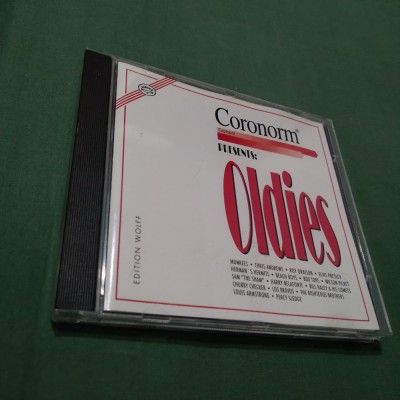 Coronorm®
PRESENTS:
Oldies
MONKEES • CHRIS ANDREWS • ROY ORBISON • ELVIS PRESLEY
HERMAN´S HERMITS • BEACH BOYS • BOX TOPS • WILSON PICKET
SAM "THE SHAM" • HARRY BELAFONTE • BILL HALEY & HIS COMETS
CHUBBY CHECKER • LOS BRAVOS • THE RIGHTEOUS BROTHERS
LOUIS ARMSTRONG • PERCY SLEDGE
EDITION WOLFF